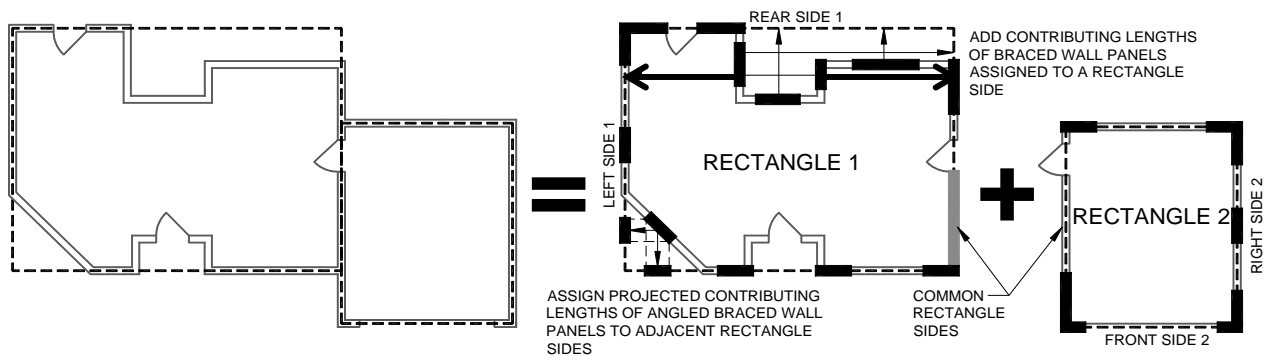 REAR SIDE 1
ADD CONTRIBUTING LENGTHS
OF BRACED WALL PANELS
ASSIGNED TO A RECTANGLE
SIDE
LEFT SIDE 1
RECTANGLE 1
RECTANGLE 2
RIGHT SIDE 2
ASSIGN PROJECTED CONTRIBUTING
LENGTHS OF ANGLED BRACED WALL
PANELS TO ADJACENT RECTANGLE
SIDES
COMMON
RECTANGLE
SIDES
FRONT SIDE 2